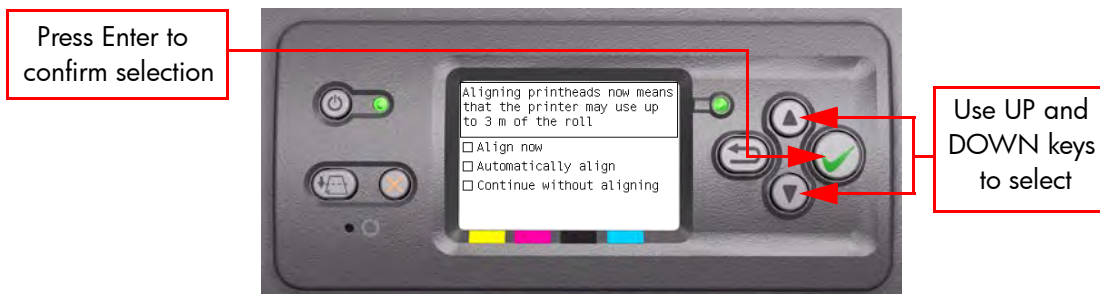 Press Enter to
confirm selection
Aligning printheads now means
that the printer may use up
to 3 m of the roll
Align now
Automatically align
Continue without aligning
Use UP and
DOWN keys
to select